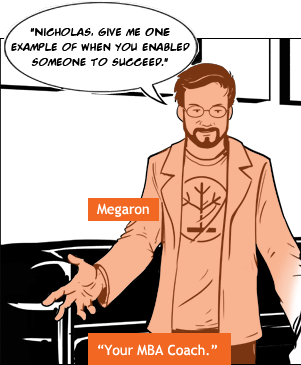 "NICHOLAS, GIVE ME ONE
EXAMPLE OF WHEN YOU ENABLED
SOMEONE TO SUCCEED."
Megaron
“Your MBA Coach.”